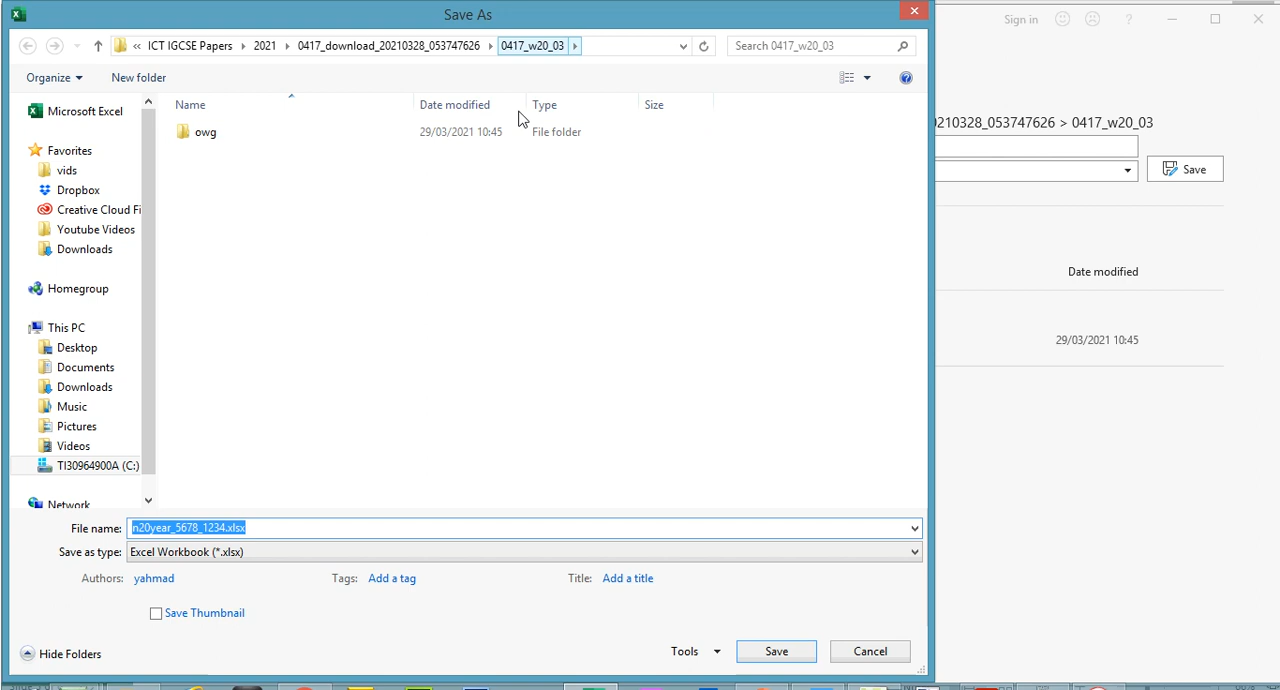 Save As
Sign in
« ICT IGCSE Papers 2021 0417_download_20210328_053747626 0417_w20_03
Search 0417_w20_03
Organize
New folder
Name Date modified Type Size
owg 29/03/2021 10:45 File folder
Microsoft Excel
Favorites
vids
Dropbox
Creative Cloud Fi
Youtube Videos
Downloads
Homegroup
This PC
Desktop
Documents
Downloads
Music
Pictures
Videos
TI30964900A (C:)
Network
File name: n20year_5678_1234.xlsx
Save as type: Excel Workbook (*.xlsx)
Authors: yahmad Tags: Add a tag Title: Add a title
Save Thumbnail
Hide Folders
Tools Save Cancel
0210328_053747626 > 0417_w20_03
Save
Date modified
29/03/2021 10:45